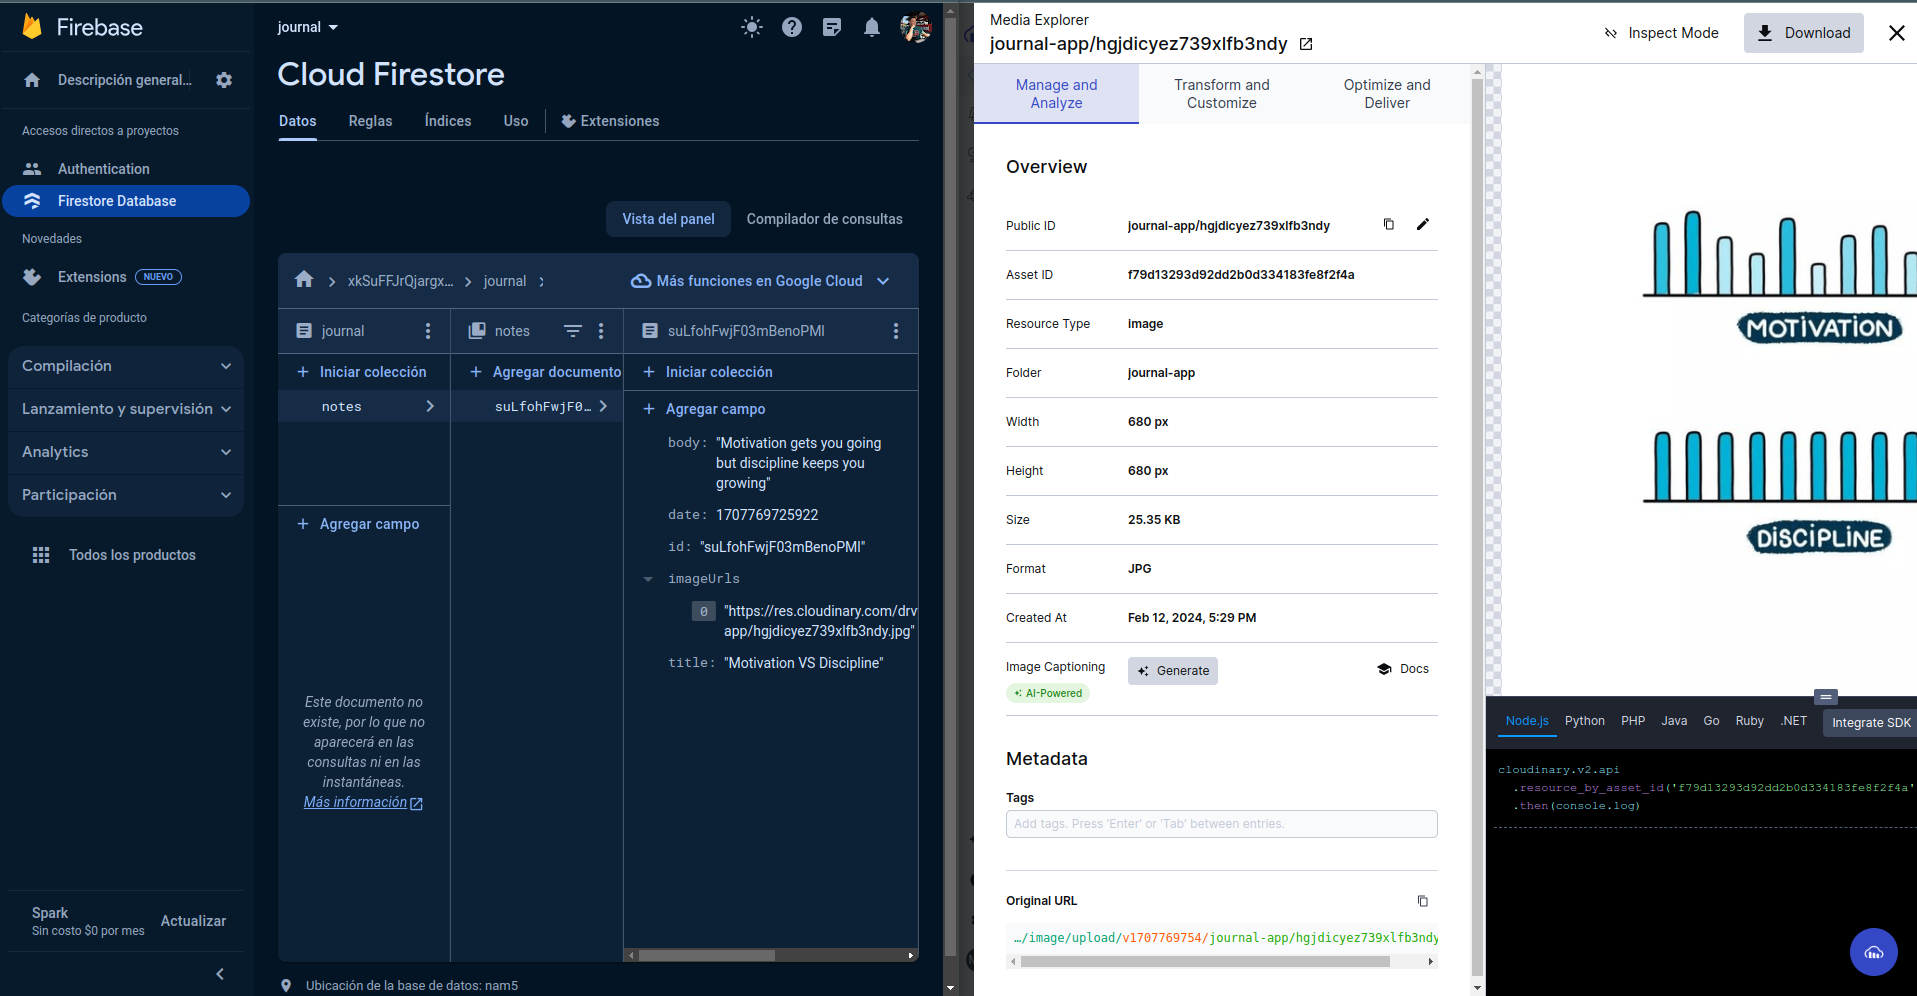 Firebase
Descripción general...
Accesos directos a proyectos
Authentication
Firestore Database
Novedades
Extensions NUEVO
Categorías de producto
Compilación
Lanzamiento y supervisión
Analytics
Participación
Todos los productos
Spark
Sin costo $0 por mes
Actualizar
journal
Cloud Firestore
Datos Reglas Índices Uso Extensiones
Vista del panel Compilador de consultas
xkSuFFJrQjargx... journal
Más funciones en Google Cloud
journal
Iniciar colección
notes
Agregar campo
Este documento no
existe, por lo que no
aparecerá en las
consultas ni en las
instantáneas.
Más información
notes
Agregar documento
suLfohFwjF0…
suLfohFwjF03mBenoPMI
Iniciar colección
Agregar campo
body: "Motivation gets you going
but discipline keeps you
growing"
date: 1707769725922
id: "suLfohFwjF03mBenoPMI"
imageUrls
0 "https://res.cloudinary.com/drv
app/hgjdicyez739xlfb3ndy.jpg"
title: "Motivation VS Discipline"
Ubicación de la base de datos: nam5
Media Explorer
journal-app/hgjdicyez739xlfb3ndy
Inspect Mode
Download
Manage and
Analyze
Transform and
Customize
Optimize and
Deliver
Overview
Public ID journal-app/hgjdicyez739xlfb3ndy
Asset ID f79d13293d92dd2b0d334183fe8f2f4a
Resource Type image
Folder journal-app
Width 680 px
Height 680 px
Size 25.35 KB
Format JPG
Created At Feb 12, 2024, 5:29 PM
Image Captioning Generate Docs
AI-Powered
Metadata
Tags
Add tags. Press 'Enter' or 'Tab' between entries.
Original URL
…/image/upload/v1707769754/journal-app/hgjdicyez739xlfb3ndy
MOTIVATION
DISCIPLINE
Node.js Python PHP Java Go Ruby .NET Integrate SDK
cloudinary.v2.api
.resource_by_asset_id('f79d13293d92dd2b0d334183fe8f2f4a'
.then(console.log)